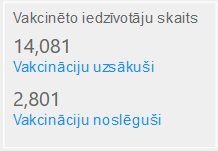 Vakcinēto iedzīvotāju skaits
14,081
Vakcināciju uzsākuši
2,801
Vakcināciju noslēguši